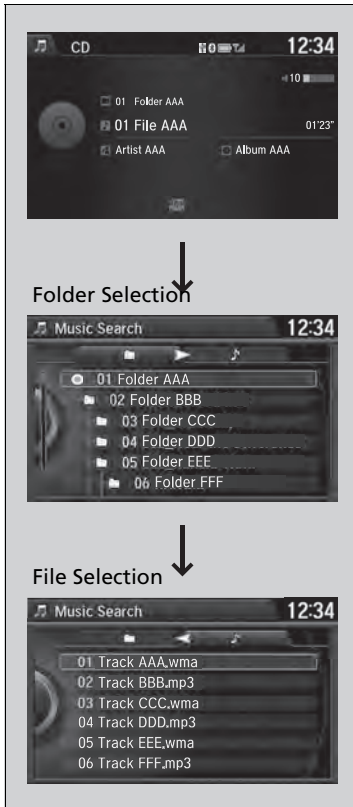 CD 12:34
10
01 Folder AAA
01 File AAA 01'23"
Artist AAA Album AAA
Folder Selection
Music Search 12:34
01 Folder AAA
02 Folder BBB
03 Folder CCC
04 Folder DDD
05 Folder EEE
06 Folder FFF
File Selection
Music Search 12:34
01 Track AAA.wma
02 Track BBB.mp3
03 Track CCC.wma
04 Track DDD.mp3
05 Track EEE.wma
06 Track FFF.mp3